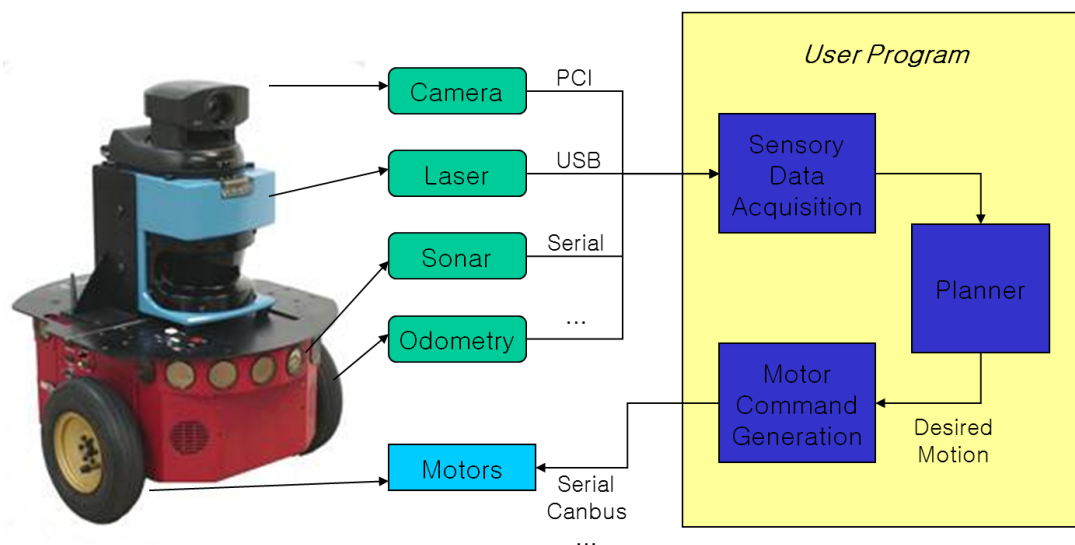 User Program
Camera
PCI
Laser
USB
Sonar
Serial
Odometry
...
Sensory
Data
Acquisition
Planner
Motor
Command
Generation
Desired
Motion
Motors
Serial
Canbus
...